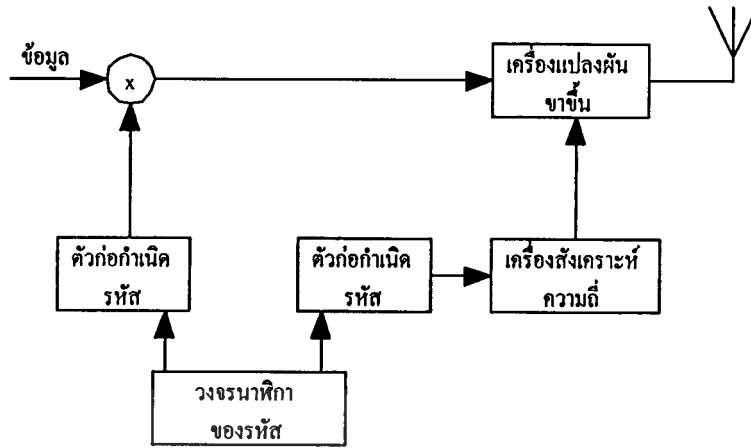 ข้อมูล
x
เครื่องแปลงผัน
ขาขึ้น
ตัวก่อกำเนิด
รหัส
ตัวก่อกำเนิด
รหัส
เครื่องสังเคราะห์
ความถี่
วงจรนาฬิกา
ของรหัส